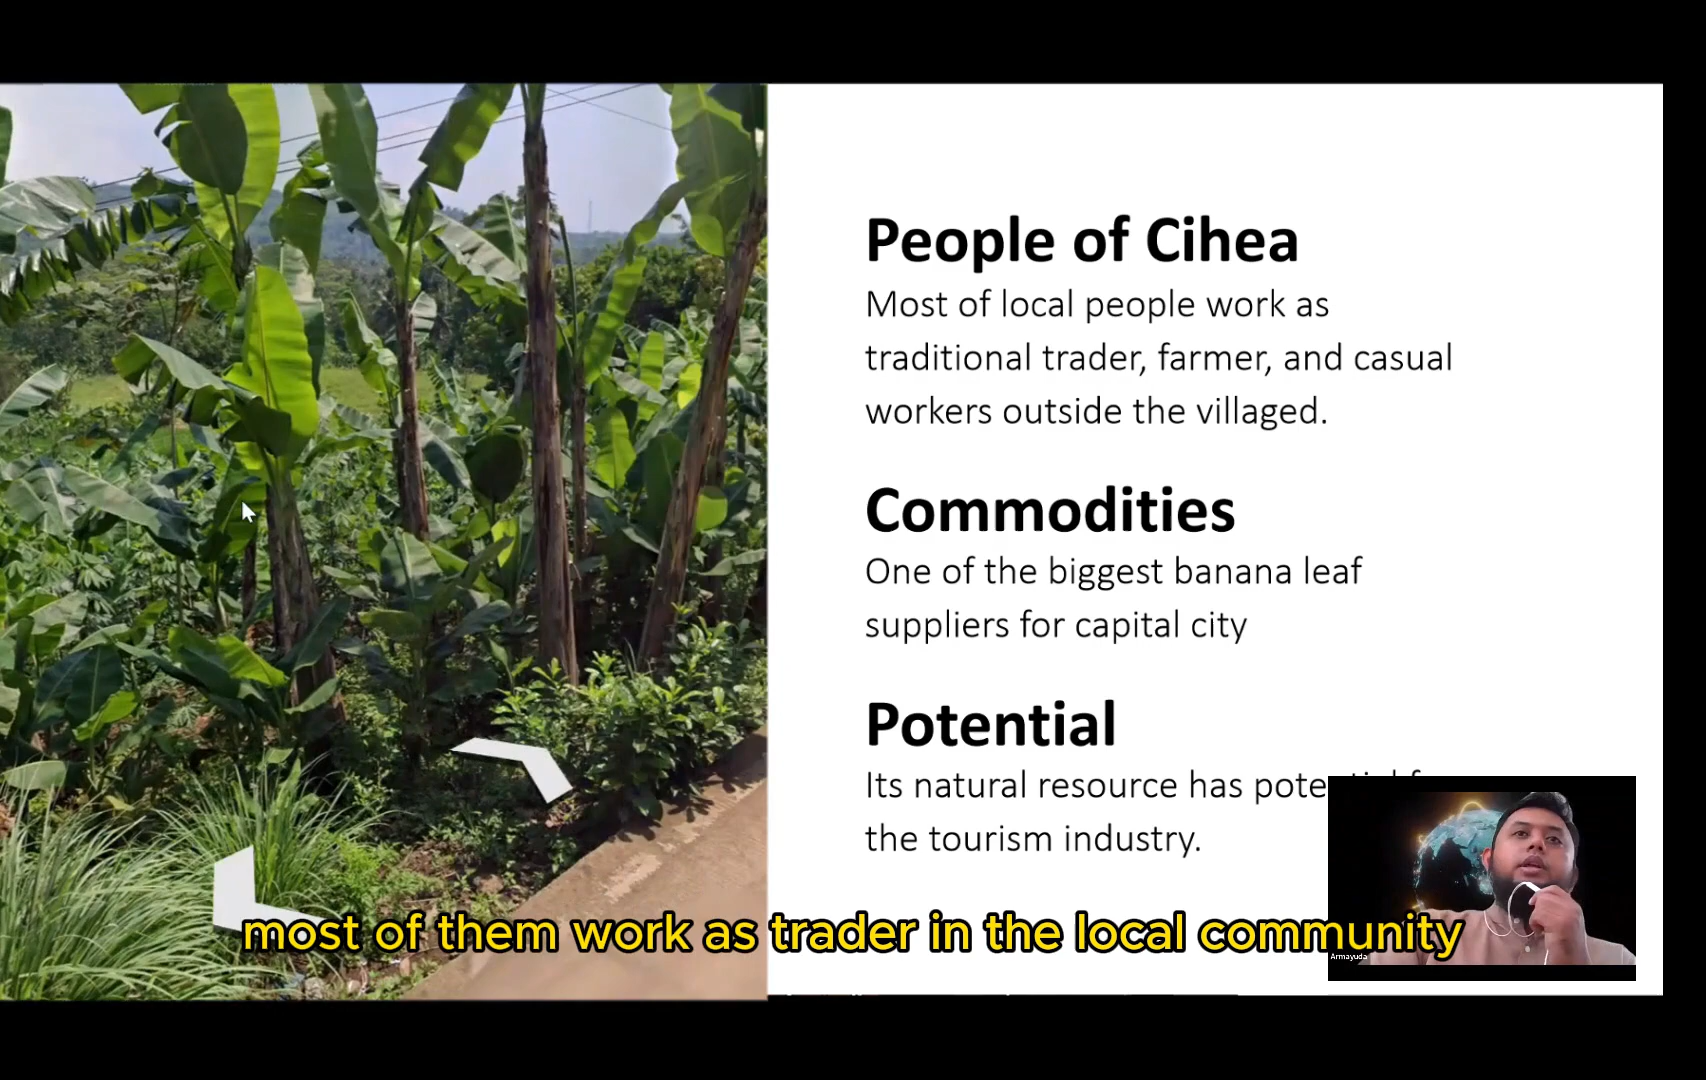 People of Cihea
Most of local people work as
traditional trader, farmer, and casual
workers outside the villaged.
Commodities
One of the biggest banana leaf
suppliers for capital city
Potential
Its natural resource has potential
the tourism industry.
most of them work as trader in the local community
Armayuda